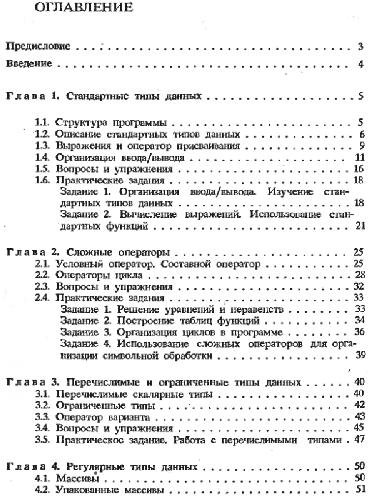 ОГЛАВЛЕНИЕ
Предисловие . . . . . . . . . . . . . . . . . . . . 3
Введение . . . . . . . . . . . . . . . . . . . . 4
Глава 1. Стандартные типы данных . . . . . . . . . . 5
1.1. Структура программы . . . . . . . . . . 5
1.2. Описание стандартных типов данных . . . . . . . . 6
1.3. Выражения и оператор присваивания . . . . . . . . 9
1.4. Организация ввода/вывода . . . . . . . . . . 11
1.5. Вопросы и упражнения . . . . . . . . . . 16
1.6. Практические задания . . . . . . . . . . 18
Задание 1. Организация ввода/вывода. Изучение стан-
дартных типов данных . . . . . . . . . . 18
Задание 2. Вычисление выражений. Использование стан-
дартных функций . . . . . . . . . . 21
Глава 2. Сложные операторы . . . . . . . . . . 25
2.1. Условный оператор. Составной оператор . . . . . . . 25
2.2. Операторы цикла . . . . . . . . . . 28
2.3. Вопросы и упражнения . . . . . . . . . . 32
2.4. Практические задания . . . . . . . . . . 33
Задание 1. Решение уравнений и неравенств . . . . . 33
Задание 2. Построение таблиц функций . . . . . . 34
Задание 3. Организация циклов в программе . . . . . 36
Задание 4. Использование сложных операторов для ор-
ганизации символьной обработки . . . . . . . . 39
Глава 3. Перечислимые и ограниченные типы данных . . . . . 40
3.1. Перечислимые скалярные типы . . . . . . . . . . 40
3.2. Ограниченные типы . . . . . . . . . . 42
3.3. Оператор варианта . . . . . . . . . . 43
3.4. Вопросы и упражнения . . . . . . . . . . 45
3.5. Практическое задание. Работа с перечислимыми типами . . 47
Глава 4. Регулярные типы данных . . . . . . . . . . 50
4.1. Массивы . . . . . . . . . . 50
4.2. Упакованные массивы . . . . . . . . . . 51